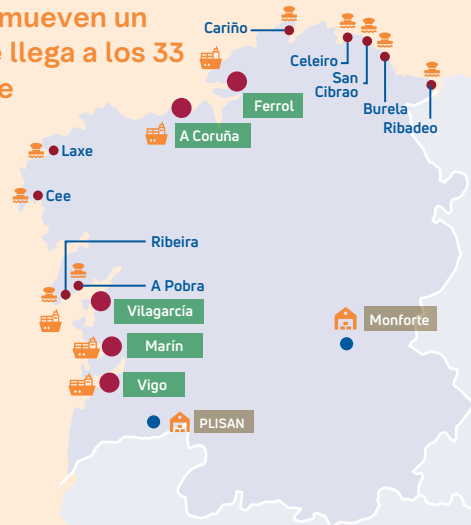 mueven un
llega a los 33
Cariño
Celeiro
San
Cibrao
Burela
Ribadeo
Ferrol
A Coruña
Laxe
Cee
Ribeira
A Pobra
Vilagarcía
Marín
Vigo
Monforte
PLISAN